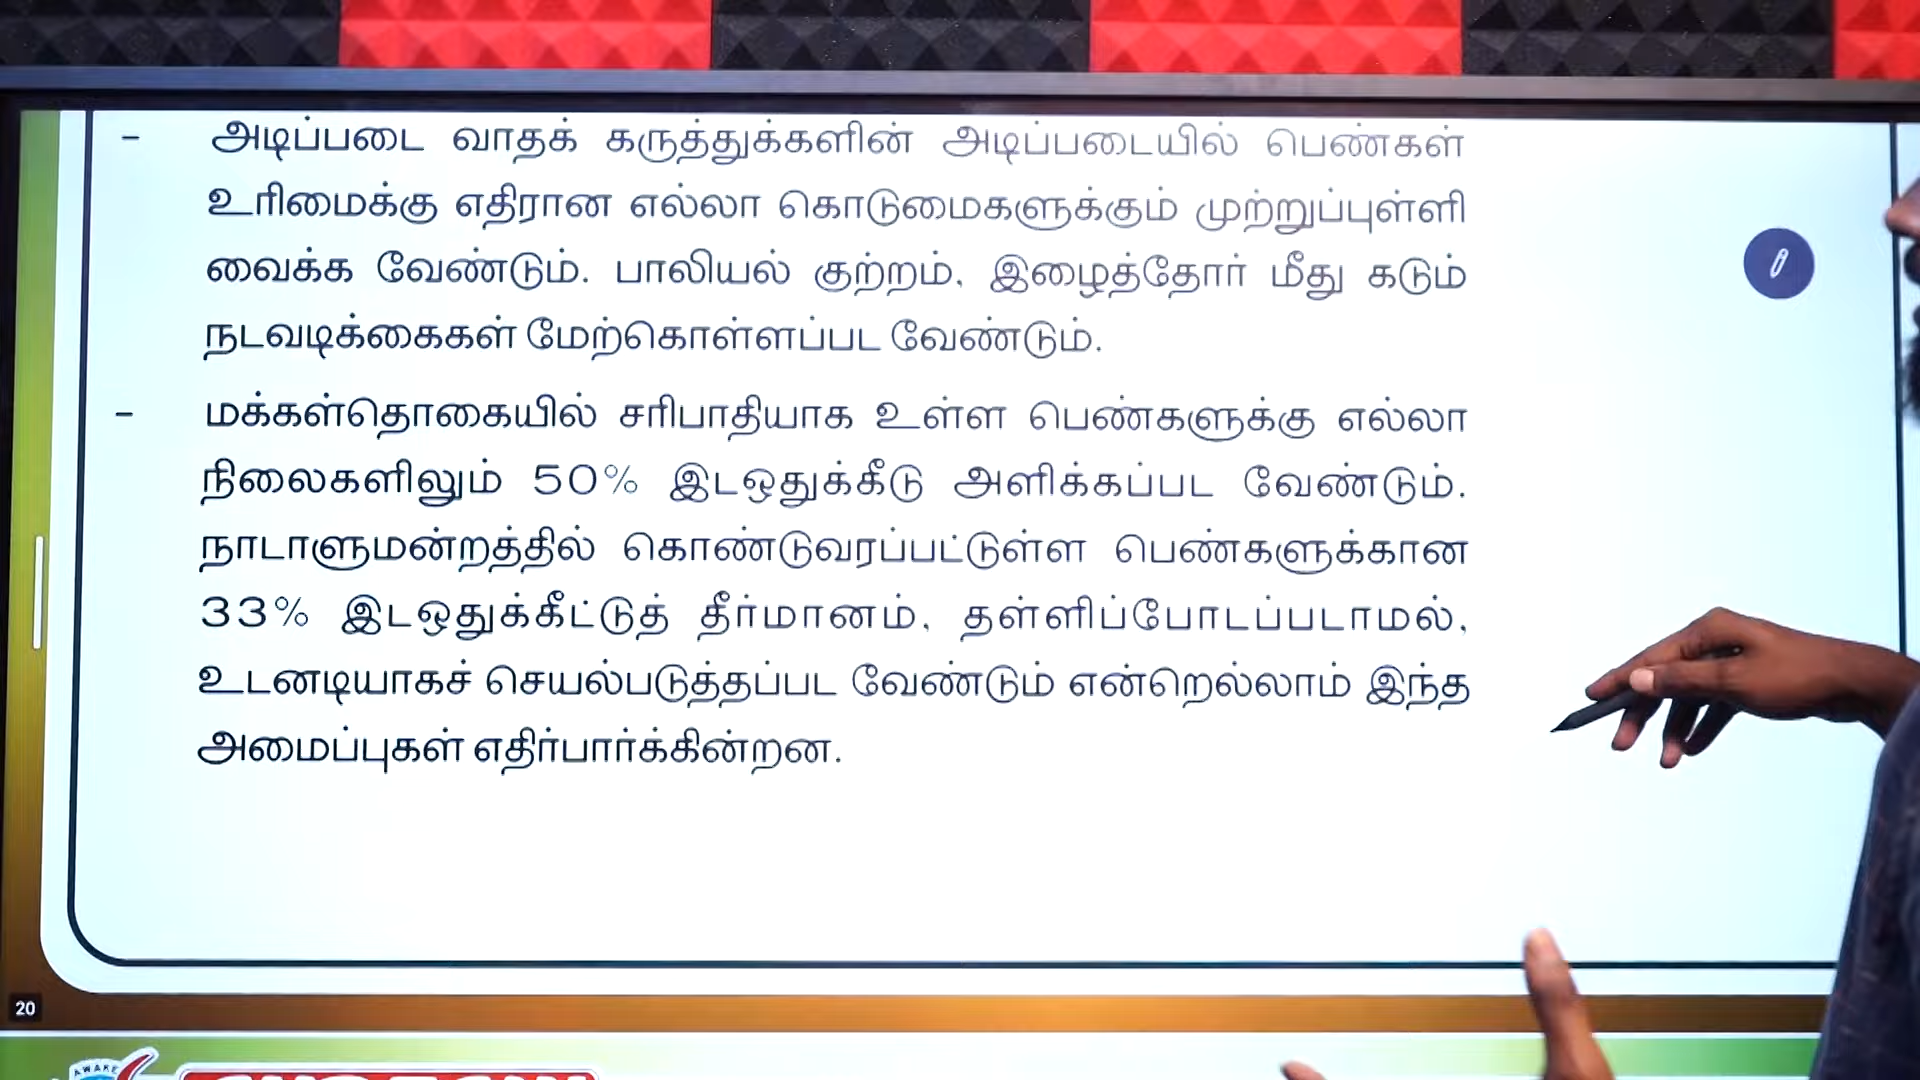 - அடிப்படை வாதக் கருத்துக்களின் அடிப்படையில் பெண்கள்
உரிமைக்கு எதிரான எல்லா கொடுமைகளுக்கும் முற்றுப்புள்ளி
வைக்க வேண்டும். பாலியல் குற்றம், இழைத்தோர் மீது கடும்
நடவடிக்கைகள் மேற்கொள்ளப்பட வேண்டும்.
- மக்கள்தொகையில் சரிபாதியாக உள்ள பெண்களுக்கு எல்லா
நிலைகளிலும் 50% இடஒதுக்கீடு அளிக்கப்பட வேண்டும்.
நாடாளுமன்றத்தில் கொண்டுவரப்பட்டுள்ள பெண்களுக்கான
33% இடஒதுக்கீட்டுத் தீர்மானம், தள்ளிப்போடப்படாமல்,
உடனடியாகச் செயல்படுத்தப்பட வேண்டும் என்றெல்லாம் இந்த
அமைப்புகள் எதிர்பார்க்கின்றன.
20
AWAKE